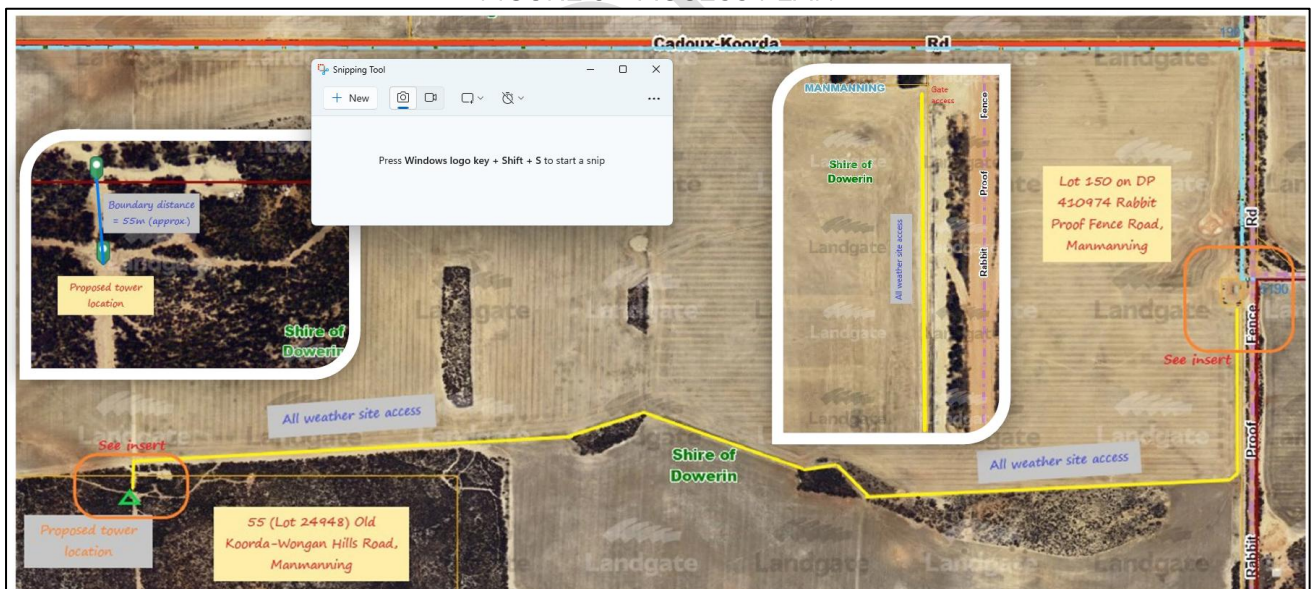 Cadoux-Koorda Rd
Snipping Tool
New
Press Windows logo key + Shift + S to start a snip
MANMANNING
Gate
access
Fence
Shire of
Dowerin
Proof
All weather site access
Rabbit
Lot 150 on DP
410974 Rabbit
Proof Fence Road,
Manmanning
Rd
Boundary distance
= 55m (approx.)
Proposed tower
location
Shire of
Dowerin
Fence
See insert
All weather site access
See insert
Shire of
Dowerin
Proof
All weather site access
Proposed tower
location
55 (Lot 24948) Old
Koorda-Wongan Hills Road,
Manmanning
Rabbit
Landgate